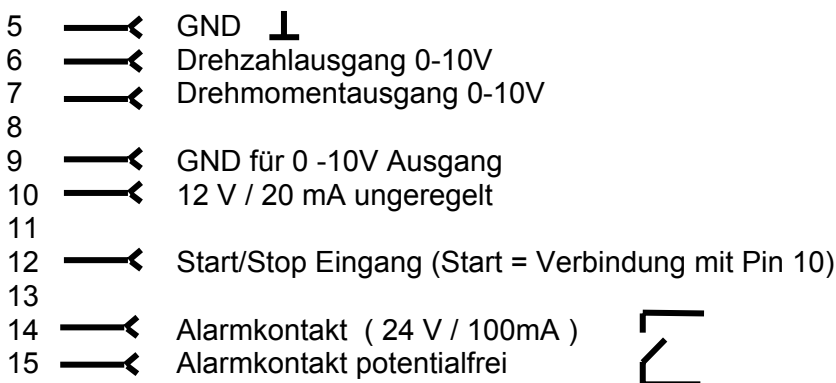 5 GND
6 Drehzahlausgang 0-10V
7 Drehmomentausgang 0-10V
8
9 GND für 0 -10V Ausgang
10 12 V / 20 mA ungeregelt
11
12 Start/Stop Eingang (Start = Verbindung mit Pin 10)
13
14 Alarmkontakt ( 24 V / 100mA )
15 Alarmkontakt potentialfrei